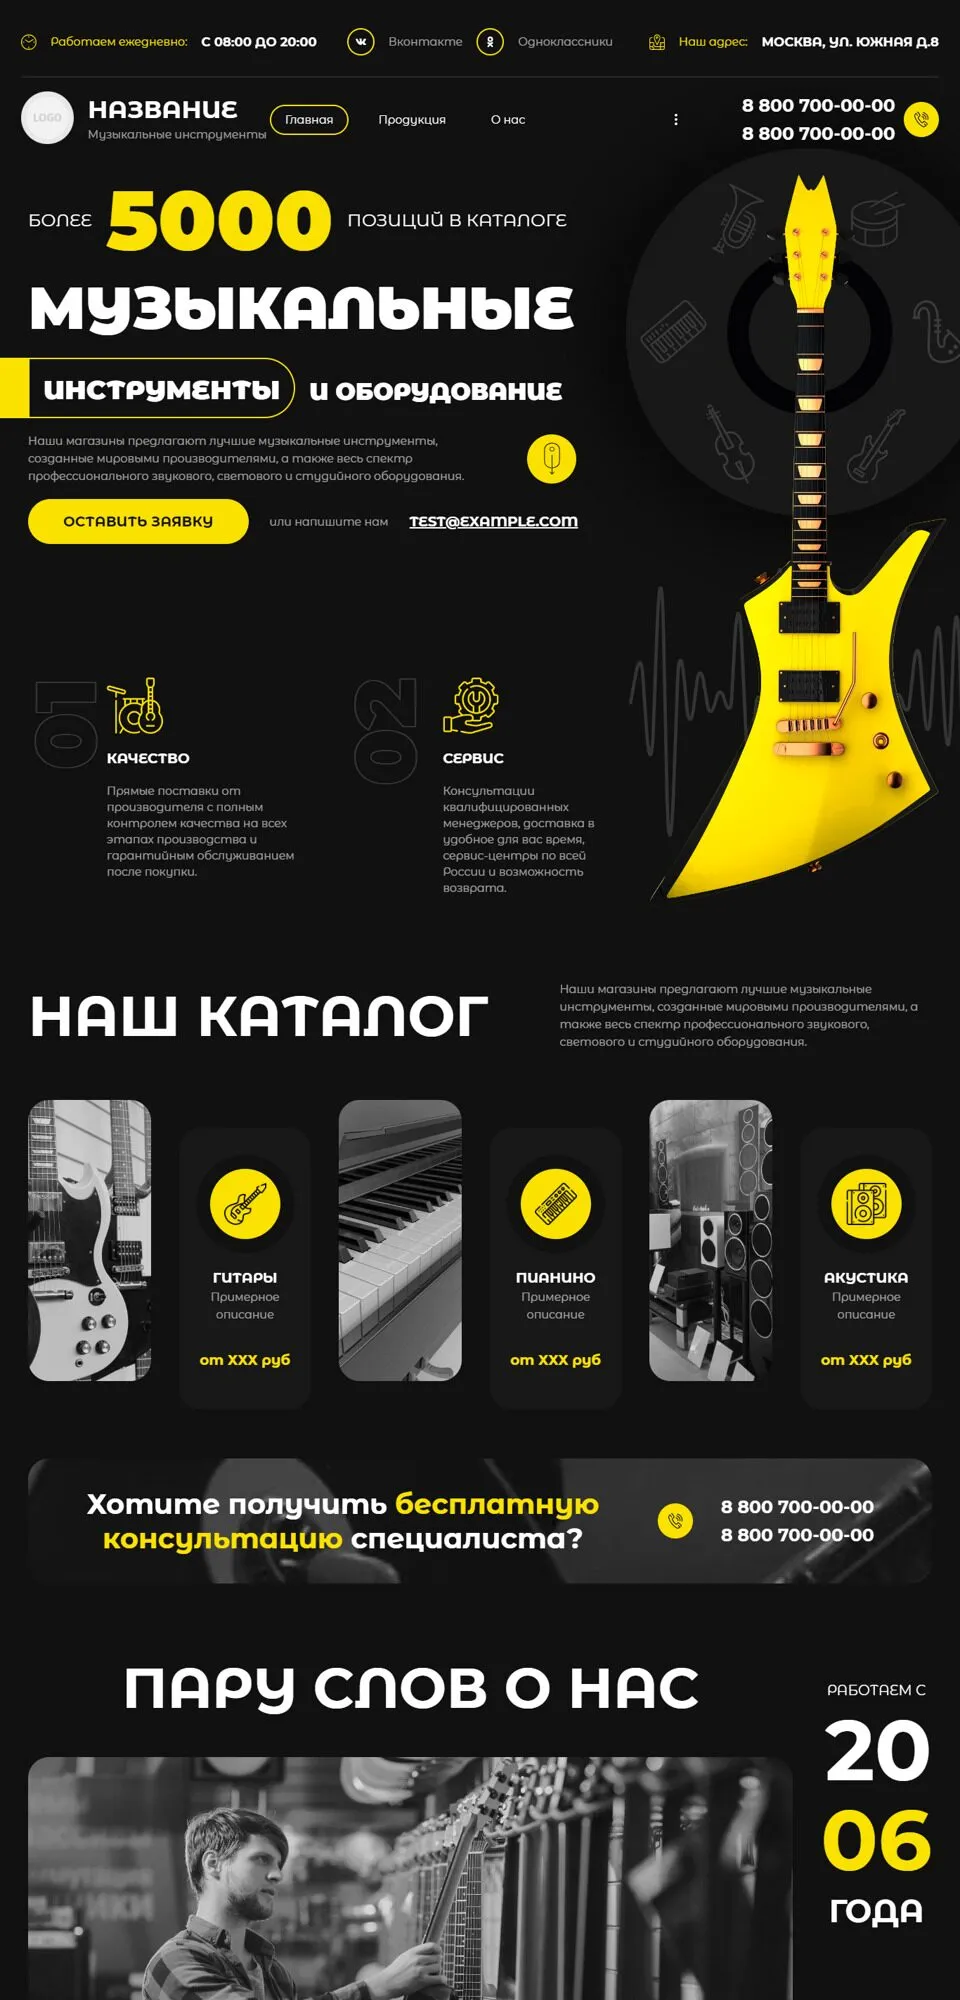 Работаем ежедневно: С 08:00 ДО 20:00 Вконтакте Одноклассники Наш адрес: МОСКВА, УЛ. ЮЖНАЯ Д.8
LOGO
НАЗВАНИЕ
Музыкальные инструменты
Главная Продукция О нас
8 800 700-00-00
8 800 700-00-00
БОЛЕЕ 5000 ПОЗИЦИЙ В КАТАЛОГЕ
МУЗЫКАЛЬНЫЕ
ИНСТРУМЕНТЫ И ОБОРУДОВАНИЕ
Наши магазины предлагают лучшие музыкальные инструменты,
созданные мировыми производителями, а также весь спектр
профессионального звукового, светового и студийного оборудования.
ОСТАВИТЬ ЗАЯВКУ или напишите нам TEST@EXAMPLE.COM
01
КАЧЕСТВО
Прямые поставки от
производителя с полным
контролем качества на всех
этапах производства и
гарантийным обслуживанием
после покупки.
02
СЕРВИС
Консультации
квалифицированных
менеджеров, доставка в
удобное для вас время,
сервис-центры по всей
России и возможность
возврата.
НАШ КАТАЛОГ
Наши магазины предлагают лучшие музыкальные
инструменты, созданные мировыми производителями, а
также весь спектр профессионального звукового,
светового и студийного оборудования.
ГИТАРЫ
Примерное
описание
от XXX руб
ПИАНИНО
Примерное
описание
от XXX руб
АКУСТИКА
Примерное
описание
от XXX руб
Хотите получить бесплатную
консультацию специалиста?
8 800 700-00-00
8 800 700-00-00
ПАРУ СЛОВ О НАС
РАБОТАЕМ С
20
06
ГОДА